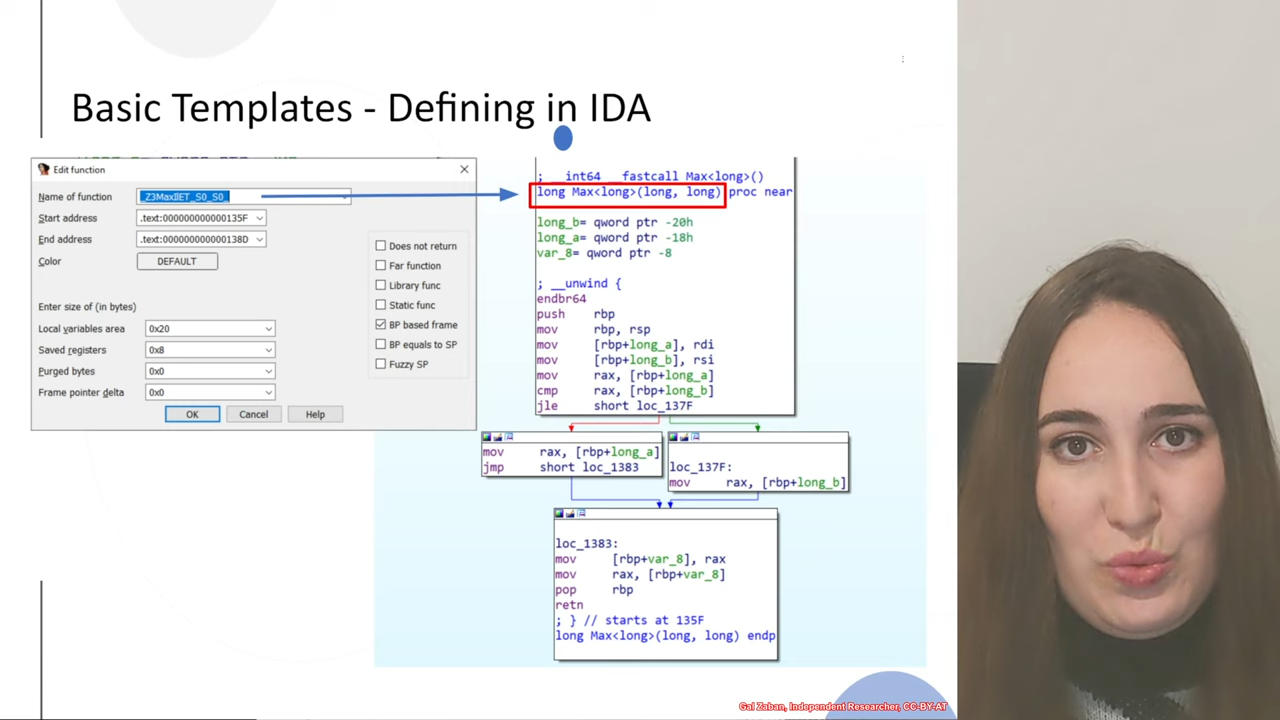 Basic Templates - Defining in IDA
Edit function
Name of function
_Z3MaxIlET_S0_S0_
Start address
.text:000000000000135F
End address
.text:000000000000138D
Color
DEFAULT
Enter size of (in bytes)
Local variables area
0x20
Saved registers
0x8
Purged bytes
0x0
Frame pointer delta
0x0
Does not return
Far function
Library func
Static func
BP based frame
BP equals to SP
Fuzzy SP
OK
Cancel
Help
; __int64 __fastcall Max<long>()
long Max<long>(long, long) proc near
long_b= qword ptr -20h
long_a= qword ptr -18h
var_8= qword ptr -8
; __unwind {
endbr64
push rbp
mov rbp, rsp
mov [rbp+long_a], rdi
mov [rbp+long_b], rsi
mov rax, [rbp+long_a]
cmp rax, [rbp+long_b]
jle short loc_137F
mov rax, [rbp+long_a]
jmp short loc_1383
loc_137F:
mov rax, [rbp+long_b]
loc_1383:
mov [rbp+var_8], rax
mov rax, [rbp+var_8]
pop rbp
retn
; } // starts at 135F
long Max<long>(long, long) endp
Gal Zaban, Independent Researcher, CC-BY-AT